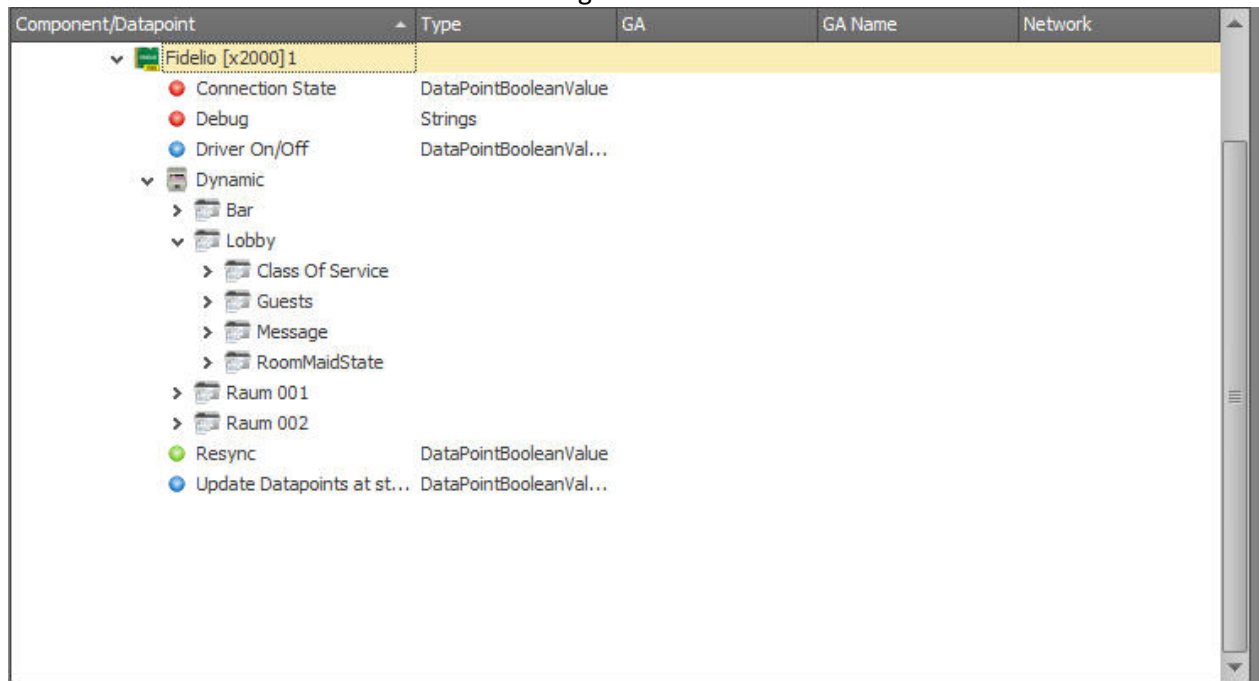 Component/Datapoint Type GA GA Name Network
Fidelio [x2000]1
Connection State DataPointBooleanValue
Debug Strings
Driver On/Off DataPointBooleanVal...
Dynamic
Bar
Lobby
Class Of Service
Guests
Message
RoomMaidState
Raum 001
Raum 002
Resync DataPointBooleanValue
Update Datapoints at st... DataPointBooleanVal...